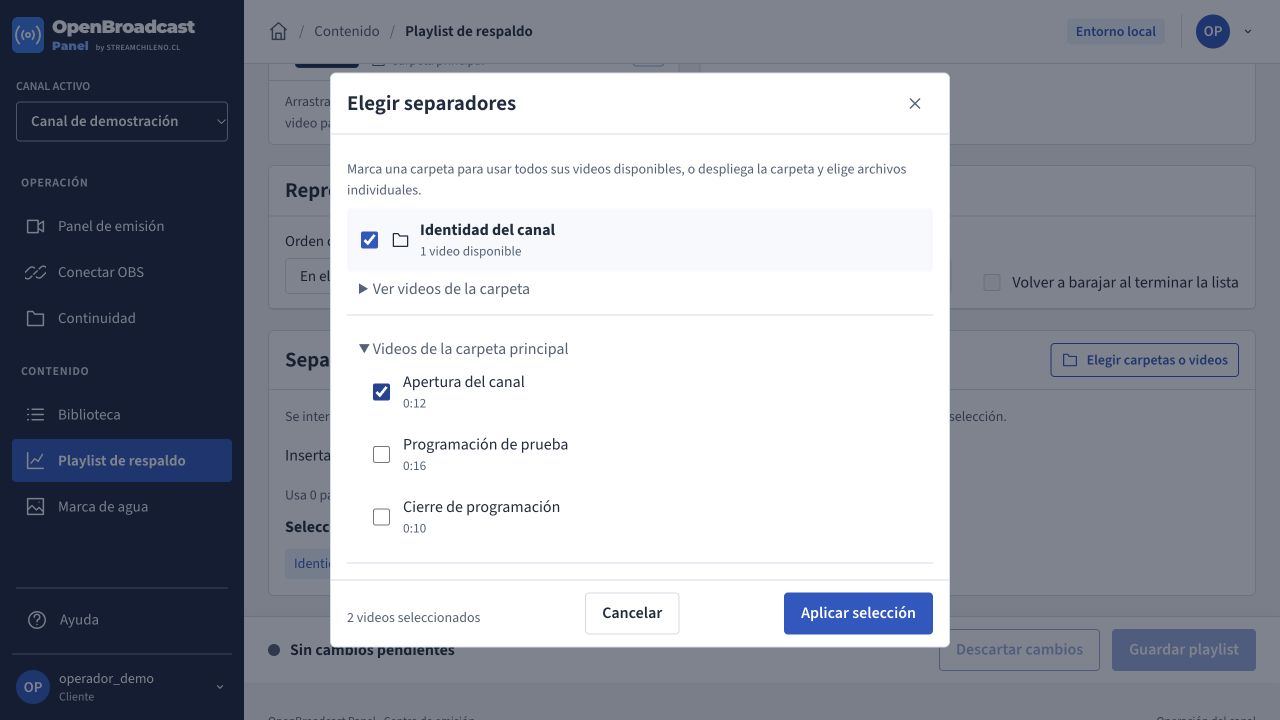 OpenBroadcast
Panel by STREAMCHILENO.CL
CANAL ACTIVO
Canal de demostración
OPERACIÓN
Panel de emisión
Conectar OBS
Continuidad
CONTENIDO
Biblioteca
Playlist de respaldo
Marca de agua
Ayuda
OP
operador_demo
Cliente
/ Contenido / Playlist de respaldo
Entorno local
OP
Arrastra
video pa
Repr
Orden
En el
Volver a barajar al terminar la lista
Sepa
Elegir carpetas o videos
Se inter
selección.
Inserta
Usa 0 pa
Selecc
Identi
Elegir separadores
Marca una carpeta para usar todos sus videos disponibles, o despliega la carpeta y elige archivos
individuales.
Identidad del canal
1 video disponible
Ver videos de la carpeta
Videos de la carpeta principal
Apertura del canal
0:12
Programación de prueba
0:16
Cierre de programación
0:10
2 videos seleccionados
Cancelar
Aplicar selección
Sin cambios pendientes
Descartar cambios
Guardar playlist